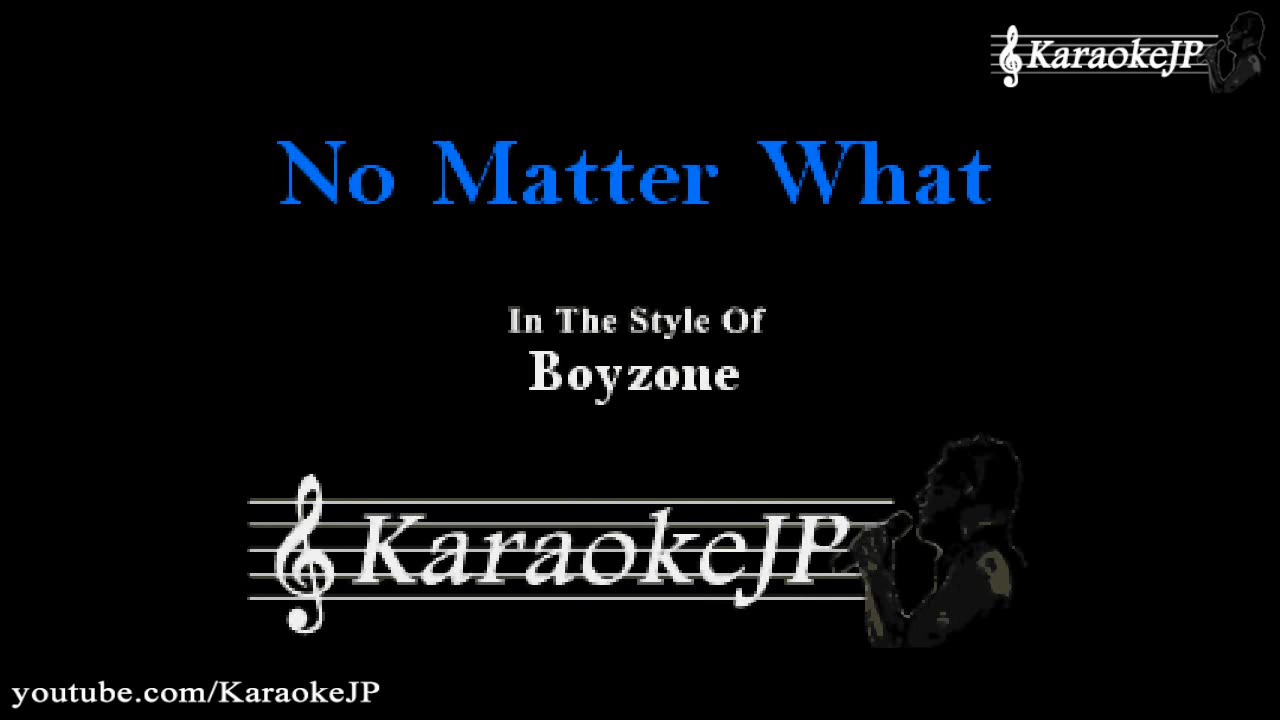 KaraokeJP
No Matter What
In The Style Of
Boyzone
KaraokeJP
youtube.com/KaraokeJP